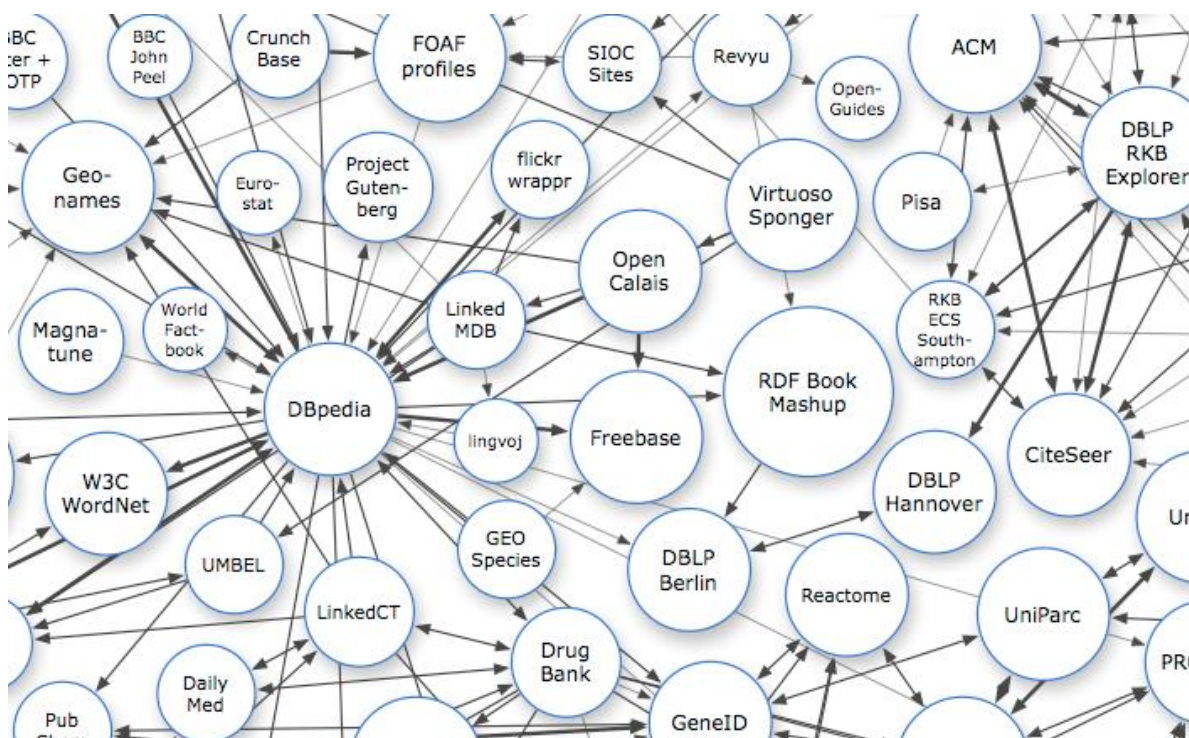 BBC
John
Peel
Crunch
Base
FOAF
profiles
SIOC
Sites
Revyu
Open-
Guides
ACM
DBLP
RKB
Explorer
OTP
Geo-
names
Euro-
stat
Project
Guten-
berg
flickr
wrappr
Virtuoso
Sponger
Pisa
Open
Calais
Magna-
tune
World
Fact-
book
Linked
MDB
RKB
ECS
South-
ampton
DBpedia
RDF Book
Mashup
lingvoj
Freebase
CiteSeer
W3C
WordNet
DBLP
Hannover
UMBEL
GEO
Species
DBLP
Berlin
Reactome
LinkedCT
UniParc
Drug
Bank
Daily
Med
GeneID
Pub